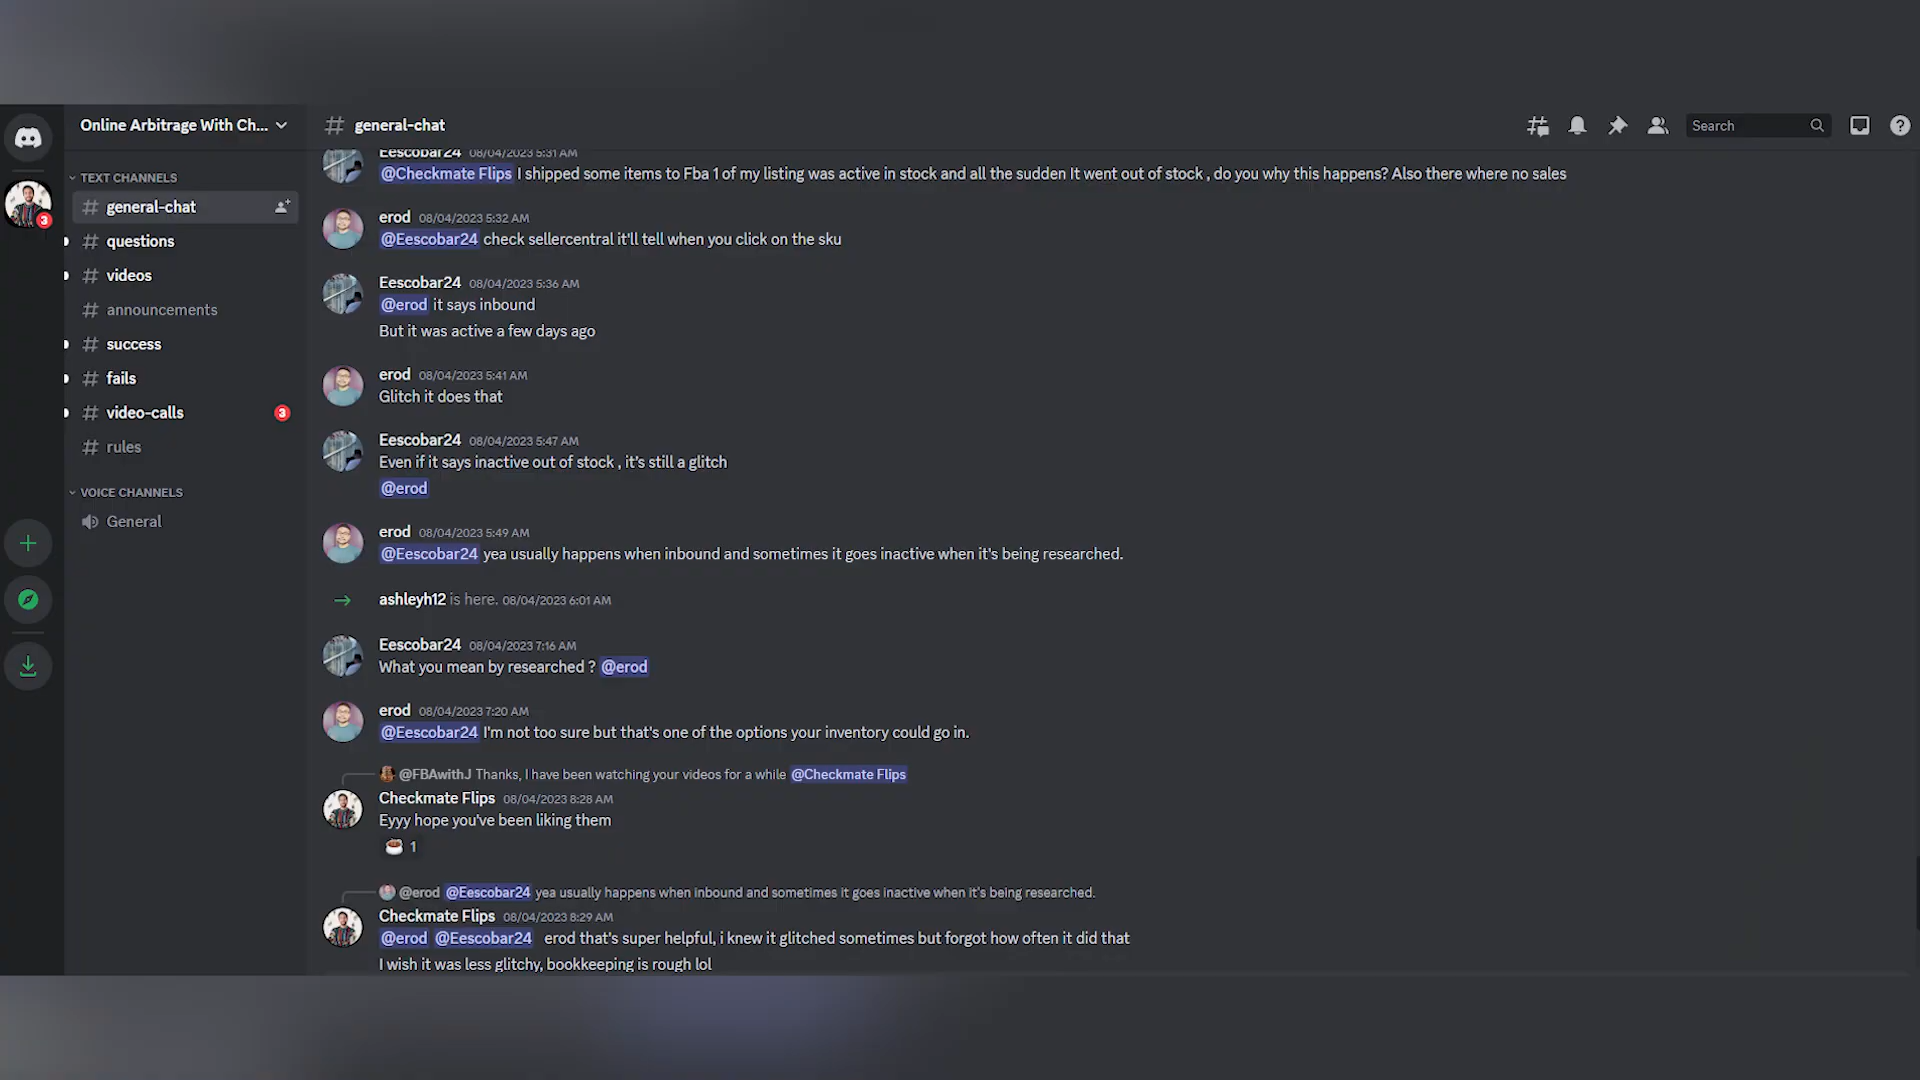 Online Arbitrage With Ch...
general-chat
Search
TEXT CHANNELS
general-chat
questions
videos
announcements
success
fails
video-calls
3
rules
VOICE CHANNELS
General
3
Eescobar24 08/04/2023 5:31 AM
@Checkmate Flips I shipped some items to Fba 1 of my listing was active in stock and all the sudden It went out of stock , do you why this happens? Also there where no sales
erod 08/04/2023 5:32 AM
@Eescobar24 check sellercentral it'll tell when you click on the sku
Eescobar24 08/04/2023 5:36 AM
@erod it says inbound
But it was active a few days ago
erod 08/04/2023 5:41 AM
Glitch it does that
Eescobar24 08/04/2023 5:47 AM
Even if it says inactive out of stock , it's still a glitch
@erod
erod 08/04/2023 5:49 AM
@Eescobar24 yea usually happens when inbound and sometimes it goes inactive when it's being researched.
ashleyh12 is here. 08/04/2023 6:01 AM
Eescobar24 08/04/2023 7:16 AM
What you mean by researched ? @erod
erod 08/04/2023 7:20 AM
@Eescobar24 I'm not too sure but that's one of the options your inventory could go in.
@FBAwithJ Thanks, I have been watching your videos for a while @Checkmate Flips
Checkmate Flips 08/04/2023 8:28 AM
Eyyy hope you've been liking them
1
@erod @Eescobar24 yea usually happens when inbound and sometimes it goes inactive when it's being researched.
Checkmate Flips 08/04/2023 8:29 AM
@erod @Eescobar24 erod that's super helpful, i knew it glitched sometimes but forgot how often it did that
I wish it was less glitchy, bookkeeping is rough lol